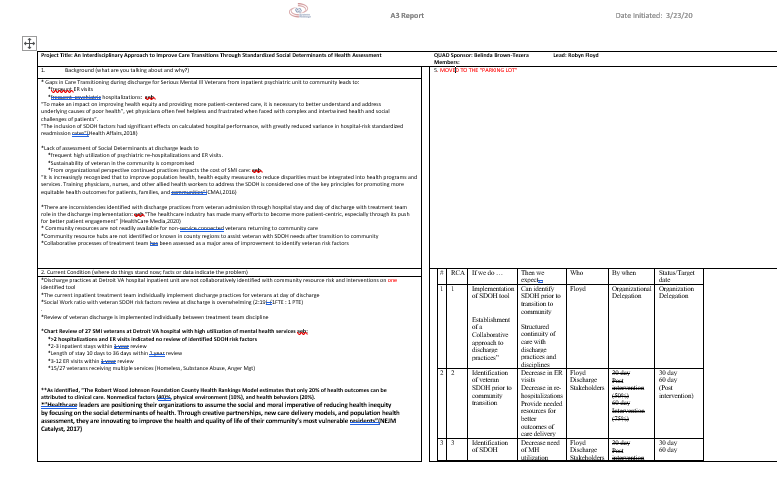 A3 Report
Date Initiated: 3/23/20
Project Title: An Interdisciplinary Approach to Improve Care Transitions Through Standardized Social Determinants of Health Assessment
QUAD Sponsor: Belinda Brown-Tezera Lead: Robyn Floyd
Members:
1. Background (what are you talking about and why?)
5. MOVED TO THE "PARKING LOT"
* Gaps in Care Transitioning during discharge for Serious Mental Ill Veterans from inpatient psychiatric unit to community leads to:
*frequent ER visits
*frequent psychiatric hospitalizations:
"To make an impact on improving health equity and providing more patient-centered care, it is necessary to better understand and address
underlying causes of poor health", yet physicians often feel helpless and frustrated when faced with complex and intertwined health and social
challenges of patients".
"The inclusion of SDOH factors had significant effects on calculated hospital performance, with greatly reduced variance in hospital-risk standardized
readmission rates"(Health Affairs,2018)
*Lack of assessment of Social Determinants at discharge leads to
*frequent high utilization of psychiatric re-hospitalizations and ER visits.
*Sustainability of veteran in the community is compromised
*From organizational perspective continued practices impacts the cost of SMI care:
"It is increasingly recognized that to improve population health, health equity measures to reduce disparities must be integrated into health programs and
services. Training physicians, nurses, and other allied health workers to address the SDOH is considered one of the key principles for promoting more
equitable health outcomes for patients, families, and communities"(CMAJ,2016)
*There are inconsistencies identified with discharge practices from veteran admission through hospital stay and day of discharge with treatment team
role in the discharge implementation: "The healthcare industry has made many efforts to become more patient-centric, especially through its push
for better patient engagement" (HealthCare Media,2020)
* Community resources are not readily available for non-service connected veterans returning to community
*Community resource hubs are not identified or known in county regions to assist veteran with SDOH needs after transition to community
*Collaborative processes of treatment team has been assessed as a major area of improvement to identify veteran risk factors
2. Current Condition (where do things stand now; facts or data indicate the problem)
*Discharge practices at Detroit VA hospital inpatient unit are not collaboratively identified with community resource risk and interventions on one
identified tool
*The current inpatient treatment team individually implement discharge practices for veterans at day of discharge
*Social Work ratio with veteran SDOH risk factors review at discharge is overwhelming (2:19) (1FTE : 1 PTE)
*Review of veteran discharge is implemented individually between treatment team discipline
*Chart Review of 27 SMI veterans at Detroit VA hospital with high utilization of mental health services
*>2 hospitalizations and ER visits indicated no review of identified SDOH risk factors
*2-3 inpatient stays within 1 year review
*Length of stay 10 days to 36 days within 1 year review
*3-12 ER visits within 1 year review
*15/27 veterans receiving multiple services (Homeless, Substance Abuse, Anger Mgt)
**As identified, "The Robert Wood Johnson Foundation County Health Rankings Model estimates that only 20% of health outcomes can be
attributed to clinical care. Nonmedical factors (40)%, physical environment (10%), and health behaviors (20%).
*"Healthcare leaders are positioning their organizations to assume the social and moral imperative of reducing health inequity
by focusing on the social determinants of health. Through creative partnerships, new care delivery models, and population health
assessment, they are innovating to improve the health and quality of life of their community's most vulnerable residents"(NEJM
Catalyst, 2017)
# RCA If we do … Then we expect… Who By when Status/Target date
1 1 Implementation of SDOH tool
Establishment of a Collaborative approach to discharge practices"
Can identify SDOH prior to transition to community
Structured continuity of care with discharge practices and disciplines
Floyd
Organizational Delegation
Organization Delegation
2 2 Identification of veteran SDOH prior to community transition
Decrease in ER visits
Decrease in re-hospitalizations
Provide needed resources for better outcomes of care delivery
Floyd Discharge Stakeholders
30 day Post intervention (50%)
60 day Intervention (75%)
30 day
60 day
(Post intervention)
3 3 Identification of SDOH
Decrease need of MH utilization
Floyd Discharge Stakeholders
30 day Post intervention
30 day
60 day